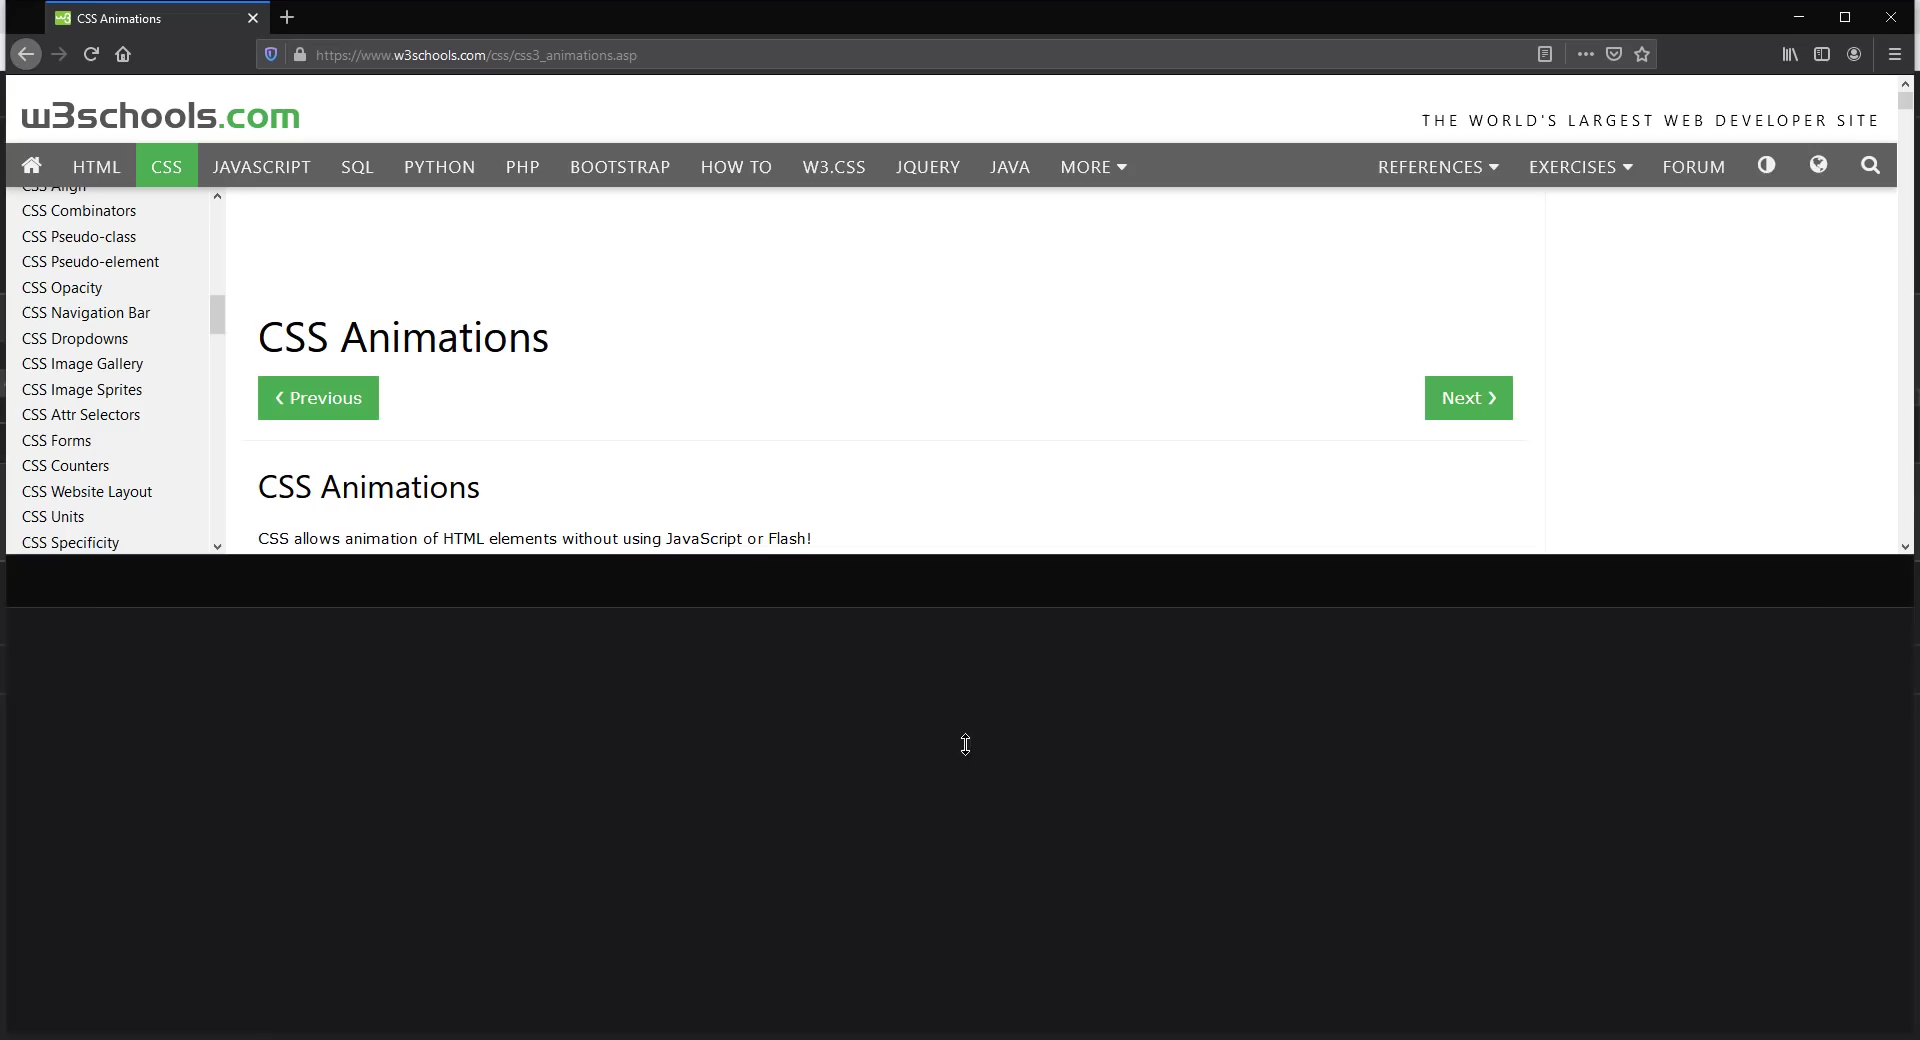 CSS Animations
https://www.w3schools.com/css/css3_animations.asp
w3schools.com
THE WORLD'S LARGEST WEB DEVELOPER SITE
HTML CSS JAVASCRIPT SQL PYTHON PHP BOOTSTRAP HOW TO W3.CSS JQUERY JAVA MORE REFERENCES EXERCISES FORUM
CSS Align
CSS Combinators
CSS Pseudo-class
CSS Pseudo-element
CSS Opacity
CSS Navigation Bar
CSS Dropdowns
CSS Image Gallery
CSS Image Sprites
CSS Attr Selectors
CSS Forms
CSS Counters
CSS Website Layout
CSS Units
CSS Specificity
CSS Animations
❮ Previous
Next ❯
CSS Animations
CSS allows animation of HTML elements without using JavaScript or Flash!